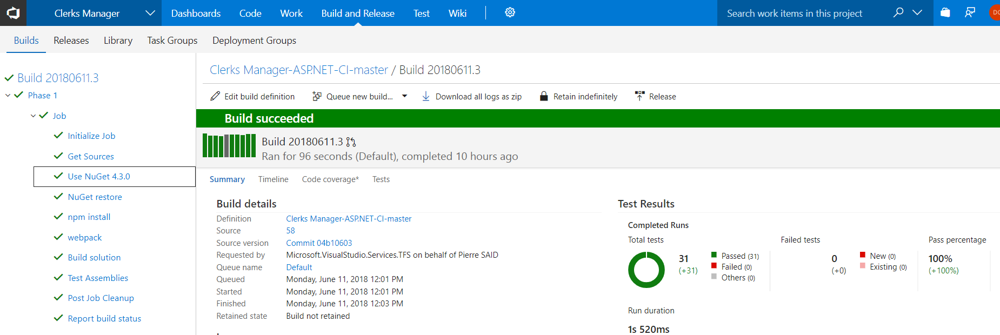 Clerks Manager
Dashboards Code Work Build and Release Test Wiki
Search work items in this project
DC
Builds Releases Library Task Groups Deployment Groups
Build 20180611.3
Phase 1
Job
Initialize Job
Get Sources
Use NuGet 4.3.0
NuGet restore
npm install
webpack
Build solution
Test Assemblies
Post Job Cleanup
Report build status
Clerks Manager-ASP.NET-CI-master / Build 20180611.3
Edit build definition Queue new build... Download all logs as zip Retain indefinitely Release
Build succeeded
Build 20180611.3
Ran for 96 seconds (Default), completed 10 hours ago
Summary Timeline Code coverage* Tests
Build details
Definition Clerks Manager-ASP.NET-CI-master
Source 58
Source version Commit 04b10603
Requested by Microsoft.VisualStudio.Services.TFS on behalf of Pierre SAID
Queue name Default
Queued Monday, June 11, 2018 12:01 PM
Started Monday, June 11, 2018 12:01 PM
Finished Monday, June 11, 2018 12:03 PM
Retained state Build not retained
Test Results
Completed Runs
Total tests
31
(+31)
Passed (31)
Failed (0)
Others (0)
Failed tests
0
(+0)
New (0)
Existing (0)
Pass percentage
100%
(+100%)
Run duration
1s 520ms